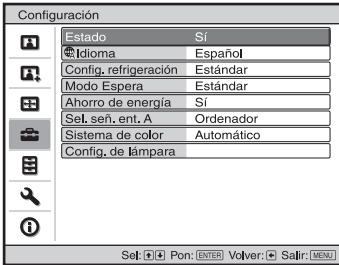 Configuración
Estado Sí
Idioma Español
Config. refrigeración Estándar
Modo Espera Estándar
Ahorro de energía Sí
Sel. señ. ent. A Ordenador
Sistema de color Automático
Config. de lámpara
Sel: Pon: ENTER Volver: Salir: MENU